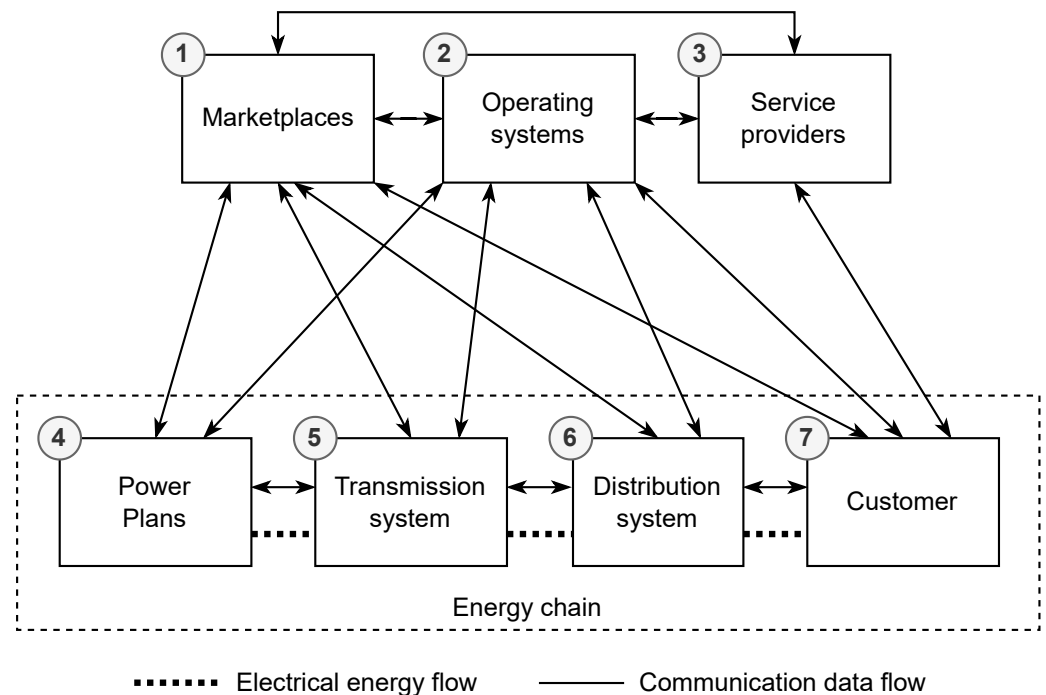 1
Marketplaces
2
Operating
systems
3
Service
providers
4
Power
Plans
5
Transmission
system
6
Distribution
system
7
Customer
Energy chain
Electrical energy flow
Communication data flow